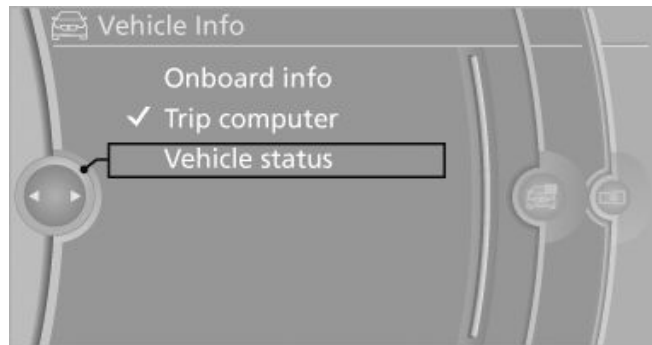 Vehicle Info
Onboard info
Trip computer
Vehicle status